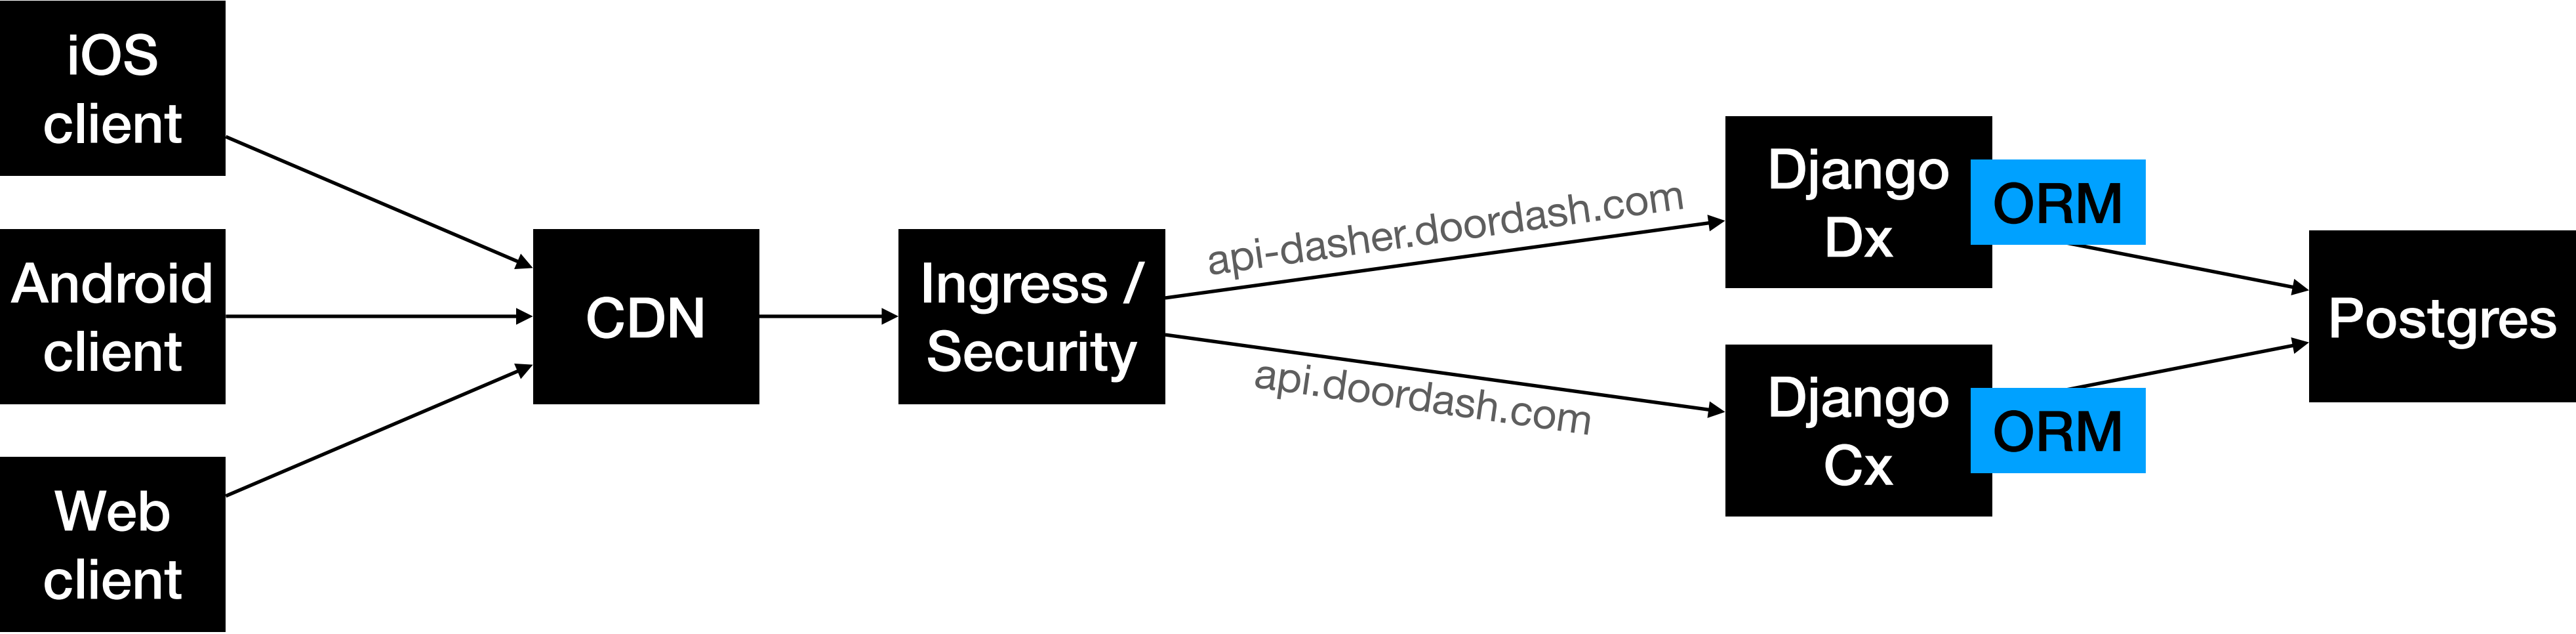 iOS
client
Android
client
Web
client
CDN
Ingress /
Security
api-dasher.doordash.com
api.doordash.com
Django
Dx
ORM
Django
Cx
ORM
Postgres